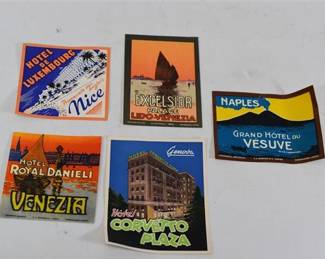 HOTEL
DE
LUXEMBOURG
Nice
EXCELSIOR
PALACE
LIDO-VENEZIA
NAPLES
GRAND HÔTEL DU
VESUVE
HOTEL
ROYAL DANIELI
VENEZIA
Genova
Hotel
CORVETTO
PLAZA